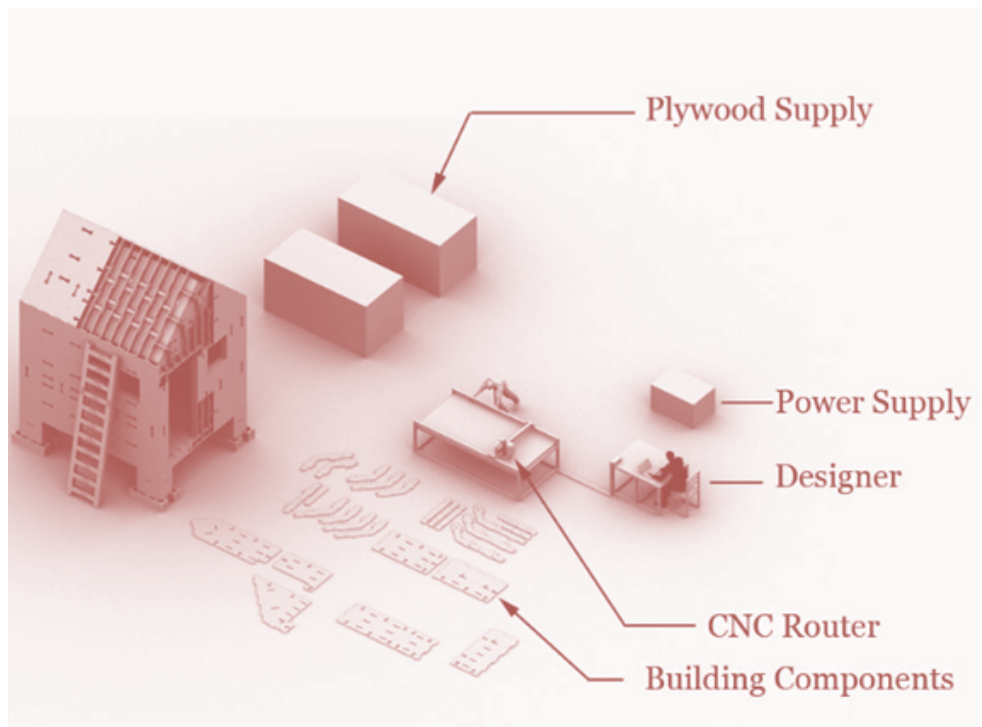 Plywood Supply
Power Supply
Designer
CNC Router
Building Components